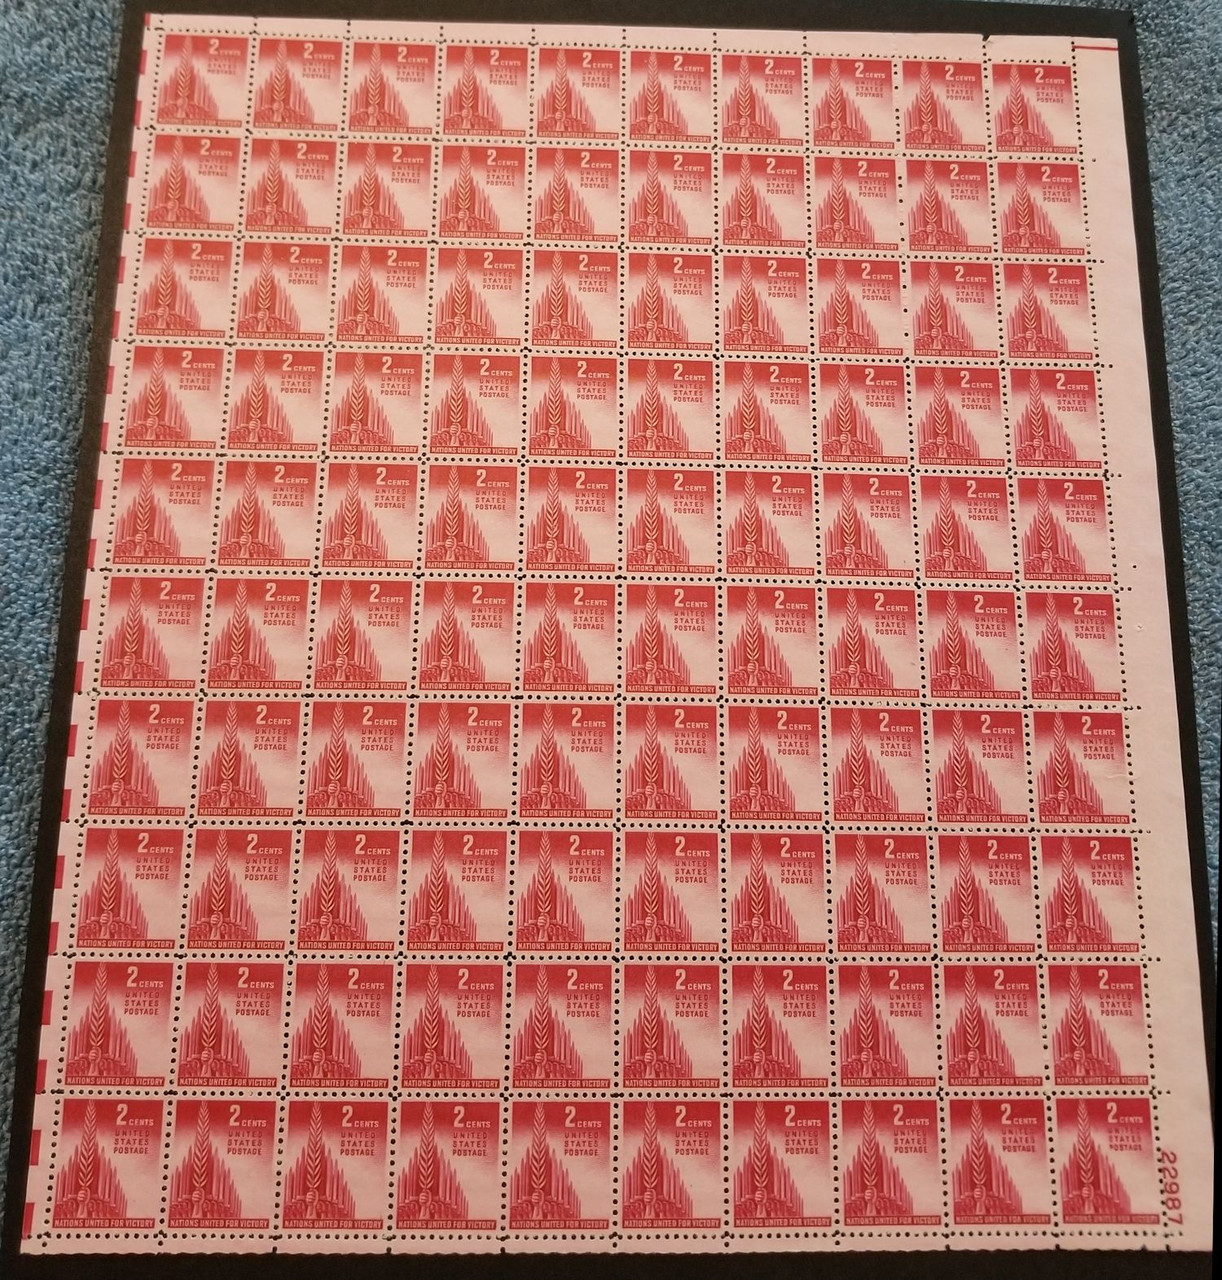 2 CENTS
UNITED
STATES
POSTAGE
NATIONS UNITED FOR VICTORY
22987